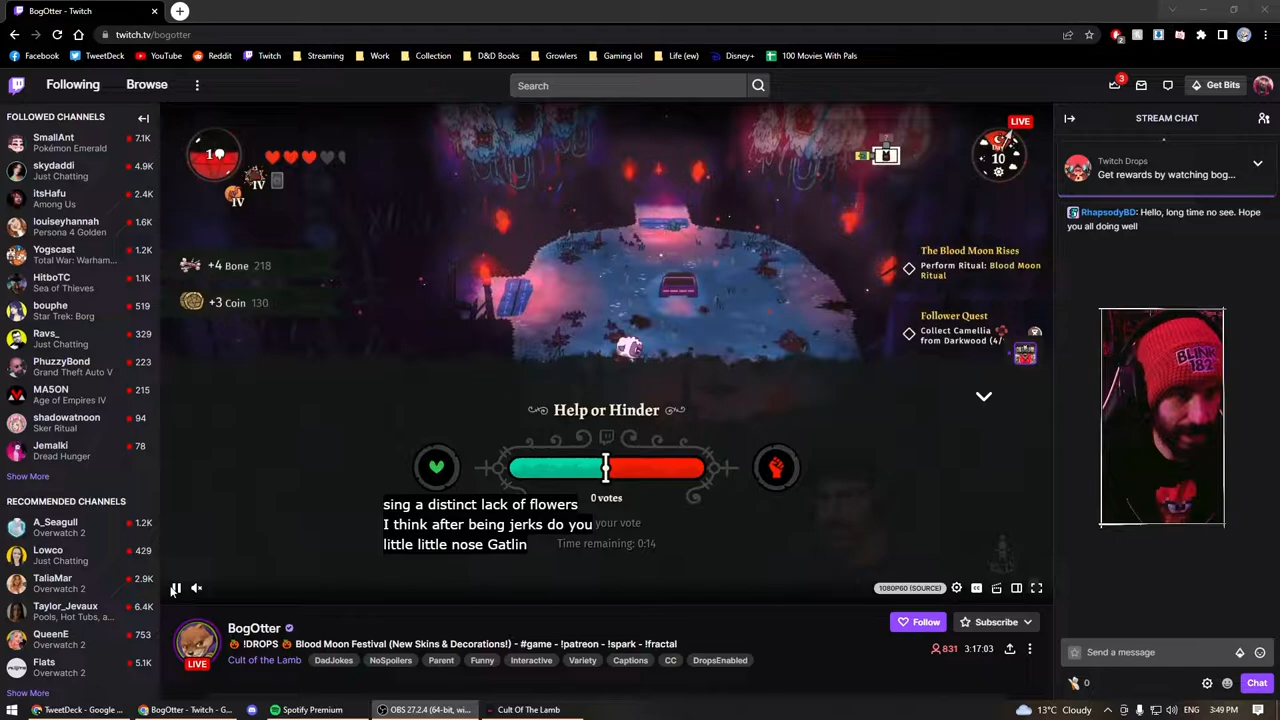 BogOtter - Twitch
twitch.tv/bogotter
Facebook
TweetDeck
YouTube
Reddit
Twitch
Streaming
Work
Collection
D&D Books
Growlers
Gaming lol
Life (ew)
Disney+
100 Movies With Pals
Following
Browse
Search
3
Get Bits
FOLLOWED CHANNELS
SmallAnt 7.1K
Pokémon Emerald
skydaddi 4.9K
Just Chatting
itsHafu 2.4K
Among Us
louiseyhannah 1.6K
Persona 4 Golden
Yogscast 1.2K
Total War: Warham...
HitboTC 1.1K
Sea of Thieves
bouphe 519
Star Trek: Borg
Ravs_ 329
Just Chatting
PhuzzyBond 223
Grand Theft Auto V
MA5ON 215
Age of Empires IV
shadowatnoon 94
Sker Ritual
Jemalki 78
Dread Hunger
Show More
RECOMMENDED CHANNELS
A_Seagull 1.2K
Overwatch 2
Lowco 429
Just Chatting
TaliaMar 2.9K
Overwatch 2
Taylor_Jevaux 6.4K
Pools, Hot Tubs, a...
QueenE 753
Overwatch 2
Flats 5.1K
Overwatch 2
Show More
LIVE
IV
IV
10
+4 Bone 218
+3 Coin 130
The Blood Moon Rises
Perform Ritual: Blood Moon
Ritual
Follower Quest
Collect Camellia
from Darkwood (4/
Help or Hinder
0 votes
sing a distinct lack of flowers
I think after being jerks do you your vote
little little nose Gatlin Time remaining: 0:14
1080P60 (SOURCE)
BogOtter
!DROPS Blood Moon Festival (New Skins & Decorations!) - #game - !patreon - !spark - !fractal
Cult of the Lamb DadJokes NoSpoilers Parent Funny Interactive Variety Captions CC DropsEnabled
LIVE
Follow
Subscribe
831 3:17:03
STREAM CHAT
Twitch Drops
Get rewards by watching bog...
RhapsodyBD: Hello, long time no see. Hope
you all doing well
BLINK
182
Send a message
0
Chat
TweetDeck - Google ...
BogOtter - Twitch - G...
Spotify Premium
OBS 27.2.4 (64-bit, wi...
Cult Of The Lamb
13°C Cloudy
ENG
3:49 PM